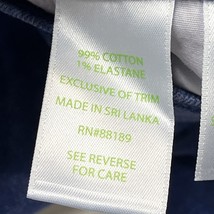 99% COTTON
1% ELASTANE
EXCLUSIVE OF TRIM
MADE IN SRI LANKA
RN#88189
SEE REVERSE
FOR CARE